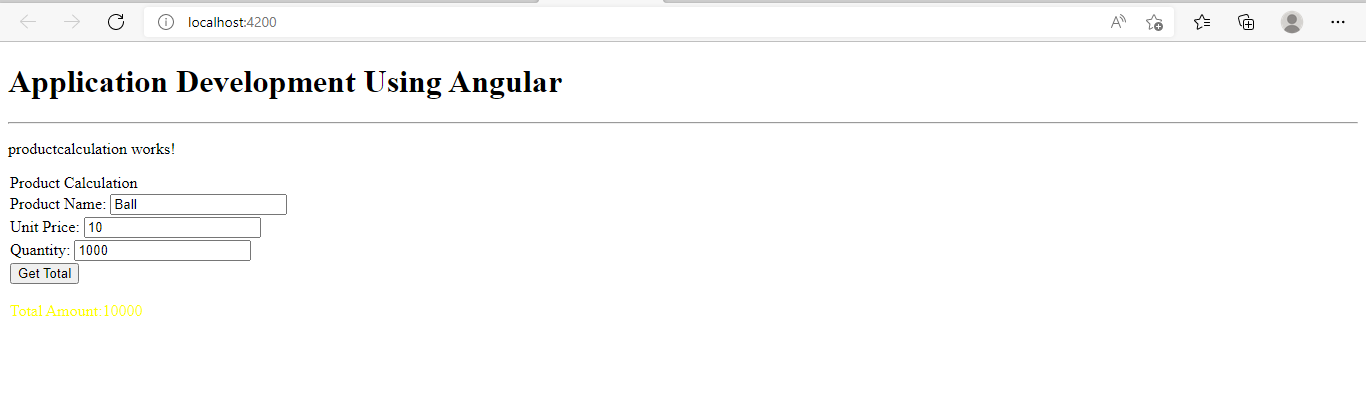 localhost:4200
Application Development Using Angular
productcalculation works!
Product Calculation
Product Name: Ball
Unit Price: 10
Quantity: 1000
Get Total
Total Amount:10000